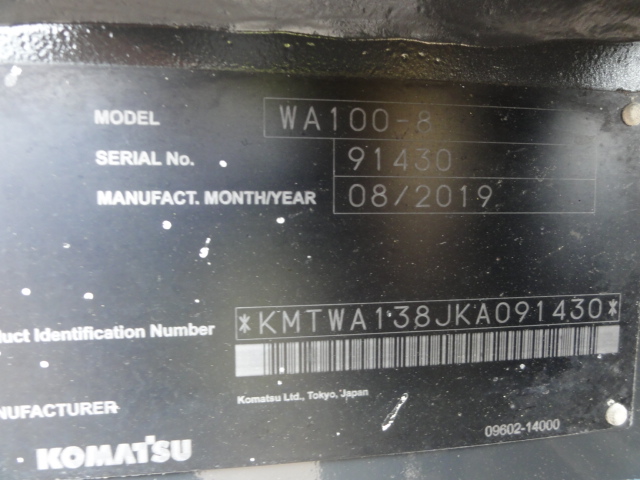 MODEL WA100-8
SERIAL No. 91430
MANUFACT. MONTH/YEAR 08/2019
duct Identification Number *KMTWA138JKA091430*
NUFACTURER Komatsu Ltd., Tokyo, Japan
KOMATSU 09602-14000